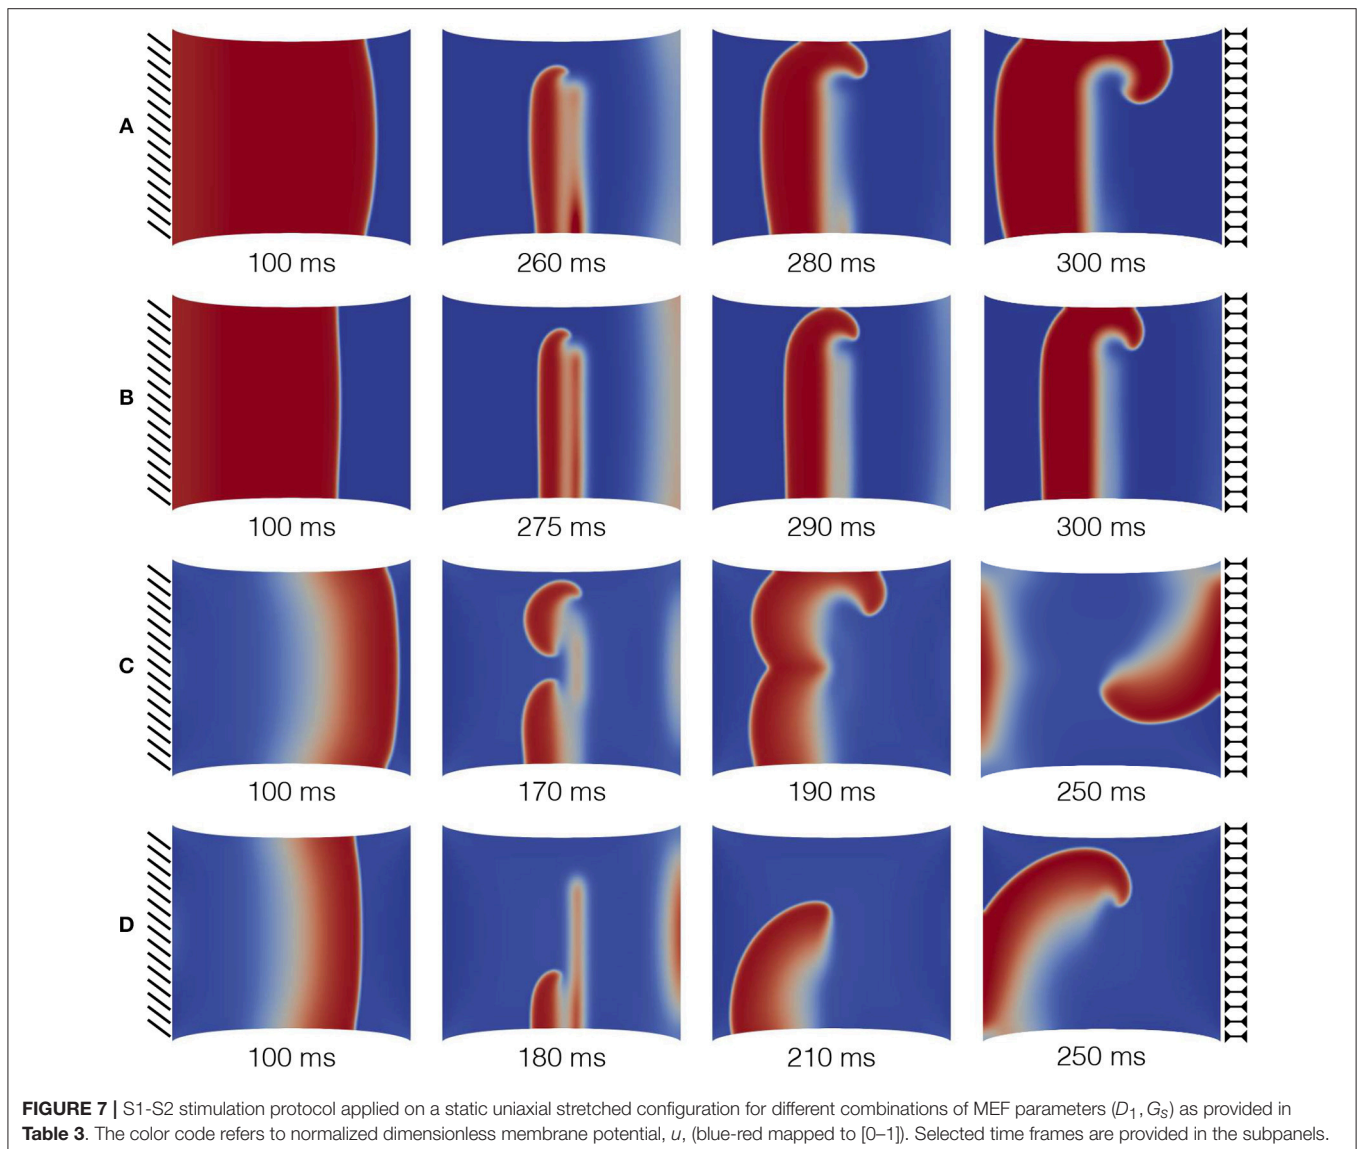 A
100 ms 260 ms 280 ms 300 ms
B
100 ms 275 ms 290 ms 300 ms
C
100 ms 170 ms 190 ms 250 ms
D
100 ms 180 ms 210 ms 250 ms
FIGURE 7 | S1-S2 stimulation protocol applied on a static uniaxial stretched configuration for different combinations of MEF parameters (D₁, Gₛ) as provided in
Table 3. The color code refers to normalized dimensionless membrane potential, u, (blue-red mapped to [0–1]). Selected time frames are provided in the subpanels.